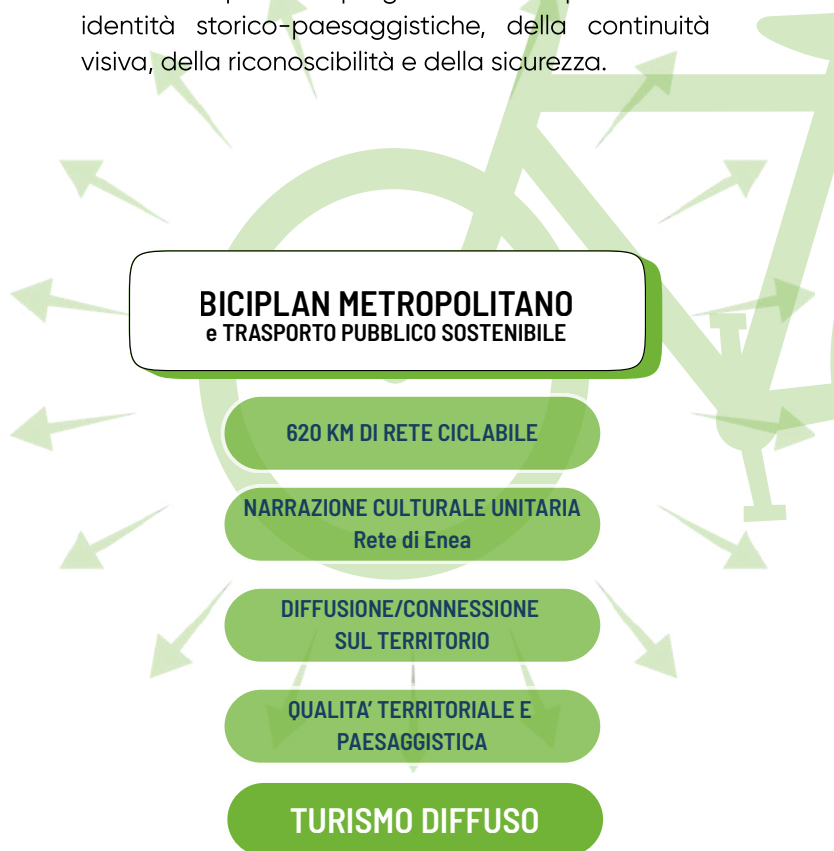 identità storico-paesaggistiche, della continuità
visiva, della riconoscibilità e della sicurezza.
BICIPLAN METROPOLITANO
e TRASPORTO PUBBLICO SOSTENIBILE
620 KM DI RETE CICLABILE
NARRAZIONE CULTURALE UNITARIA
Rete di Enea
DIFFUSIONE/CONNESSIONE
SUL TERRITORIO
QUALITA’ TERRITORIALE E
PAESAGGISTICA
TURISMO DIFFUSO